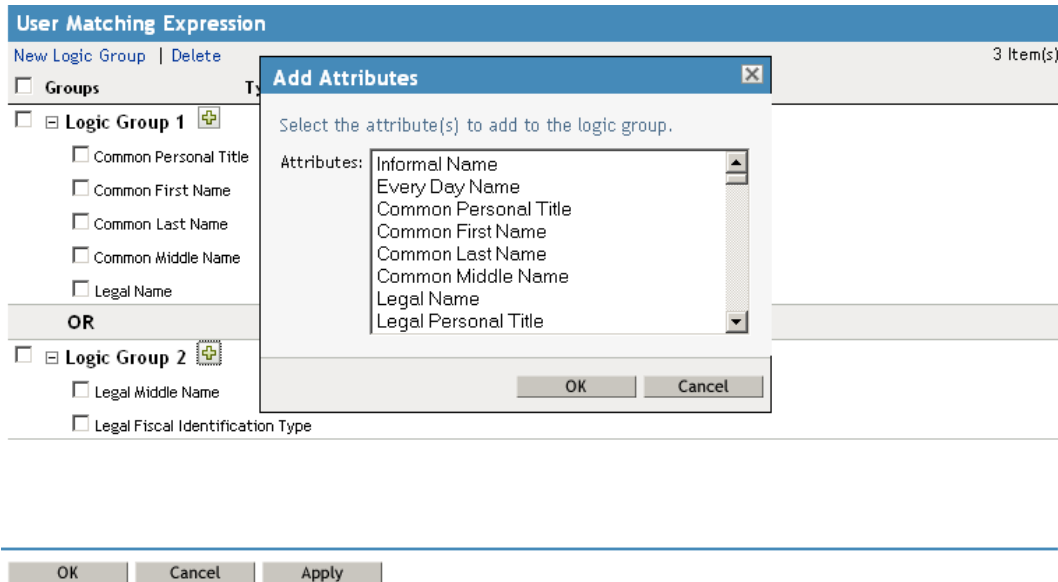 User Matching Expression
New Logic Group | Delete
3 Item(s)
Groups
Logic Group 1
Common Personal Title
Common First Name
Common Last Name
Common Middle Name
Legal Name
OR
Logic Group 2
Legal Middle Name
Legal Fiscal Identification Type
Add Attributes
Select the attribute(s) to add to the logic group.
Attributes:
Informal Name
Every Day Name
Common Personal Title
Common First Name
Common Last Name
Common Middle Name
Legal Name
Legal Personal Title
OK Cancel
OK Cancel Apply